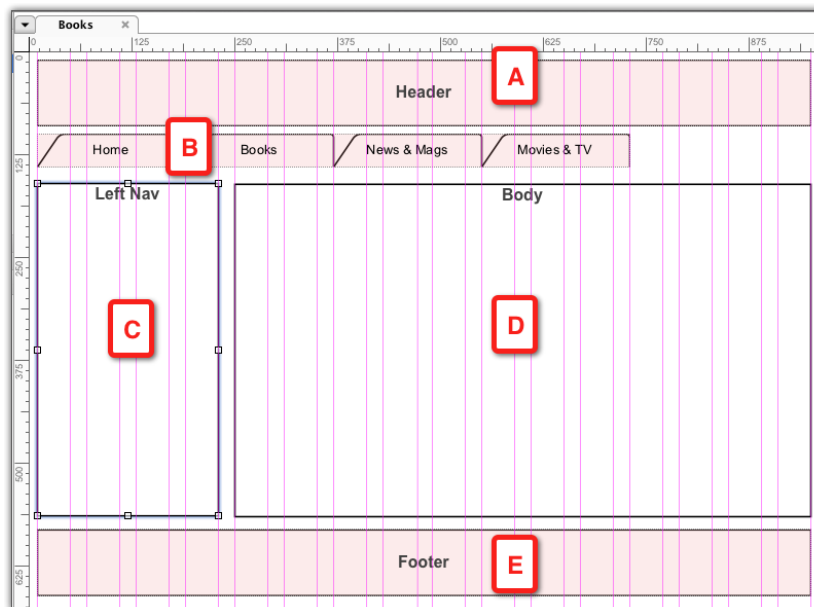 Books
0 125 250 375 500 625 750 875
0
A
Header
B
Home Books News & Mags Movies & TV
125
Left Nav Body
250
C D
375
500
Footer E
625